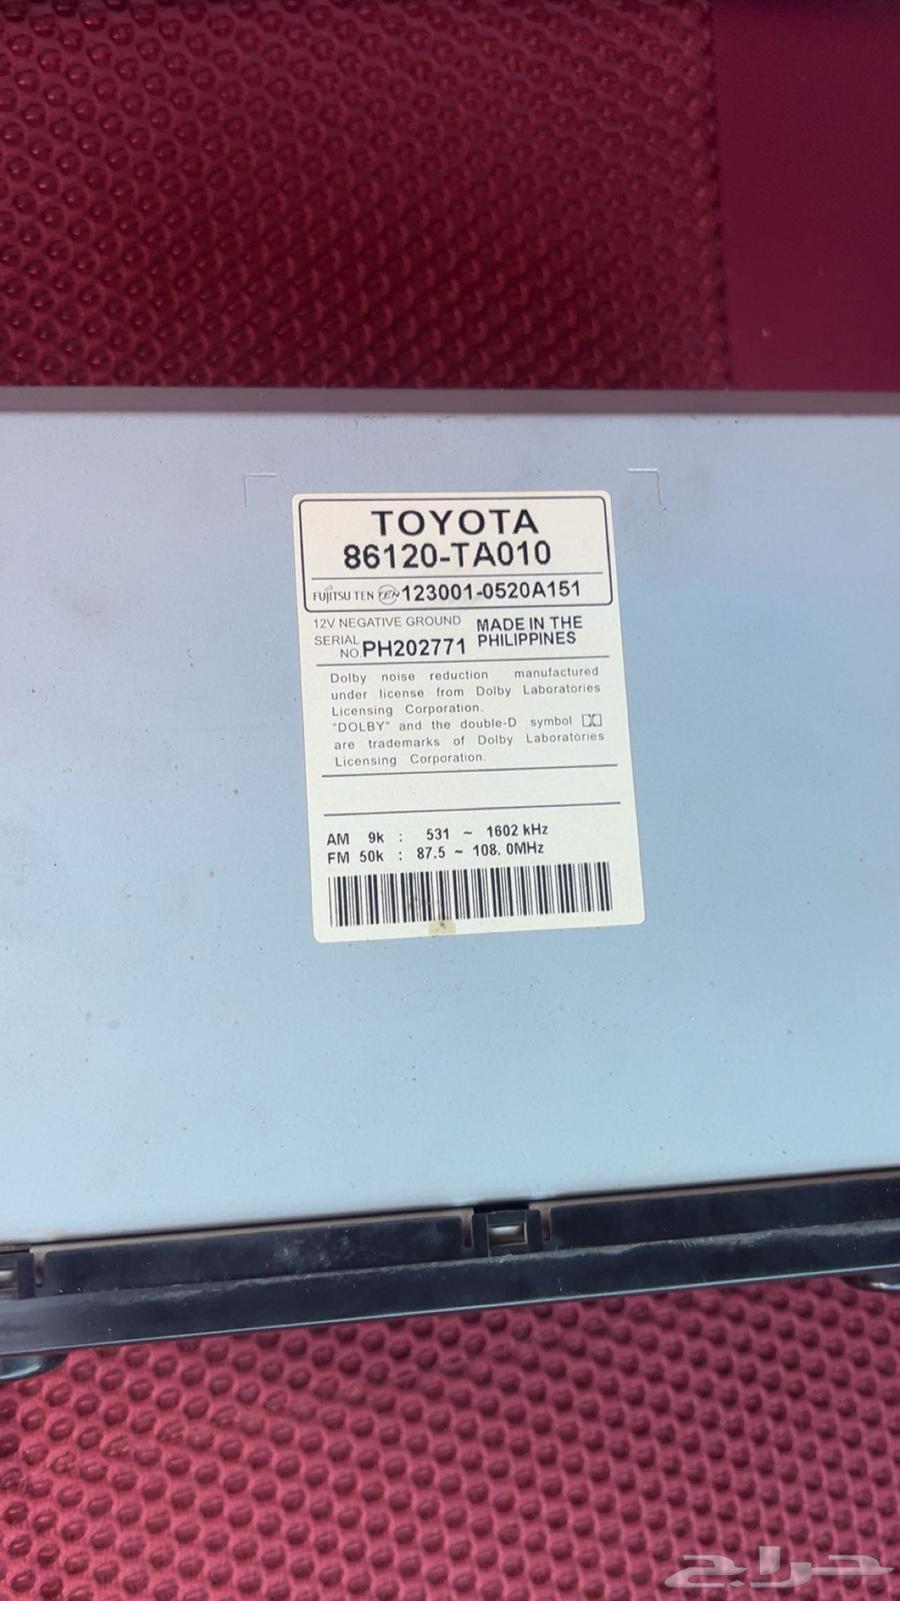 TOYOTA
86120-TA010
FUJITSU TEN TEN 123001-0520A151
12V NEGATIVE GROUND
SERIAL NO. PH202771
MADE IN THE PHILIPPINES
Dolby noise reduction manufactured
under license from Dolby Laboratories
Licensing Corporation.
"DOLBY" and the double-D symbol
are trademarks of Dolby Laboratories
Licensing Corporation.
AM 9k : 531 ~ 1602 kHz
FM 50k : 87.5 ~ 108.0MHz
حراج